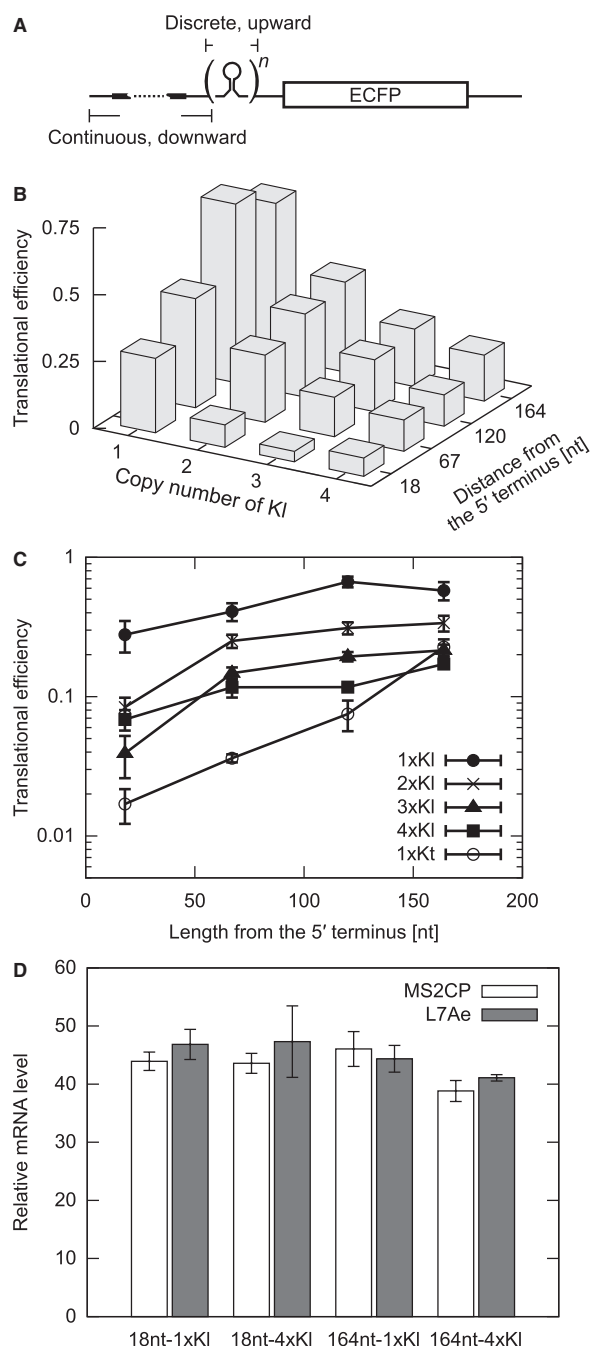 A
Discrete, upward
( )n
ECFP
Continuous, downward
B
Translational efficiency
0.75
0.5
0.25
0
1
2
3
4
Copy number of Kl
18
67
120
164
Distance from
the 5′ terminus [nt]
C
Translational efficiency
1
0.1
0.01
1xKl
2xKl
3xKl
4xKl
1xKt
0 50 100 150 200
Length from the 5′ terminus [nt]
D
Relative mRNA level
60
50
40
30
20
10
0
MS2CP
L7Ae
18nt-1xKl 18nt-4xKl 164nt-1xKl 164nt-4xKl